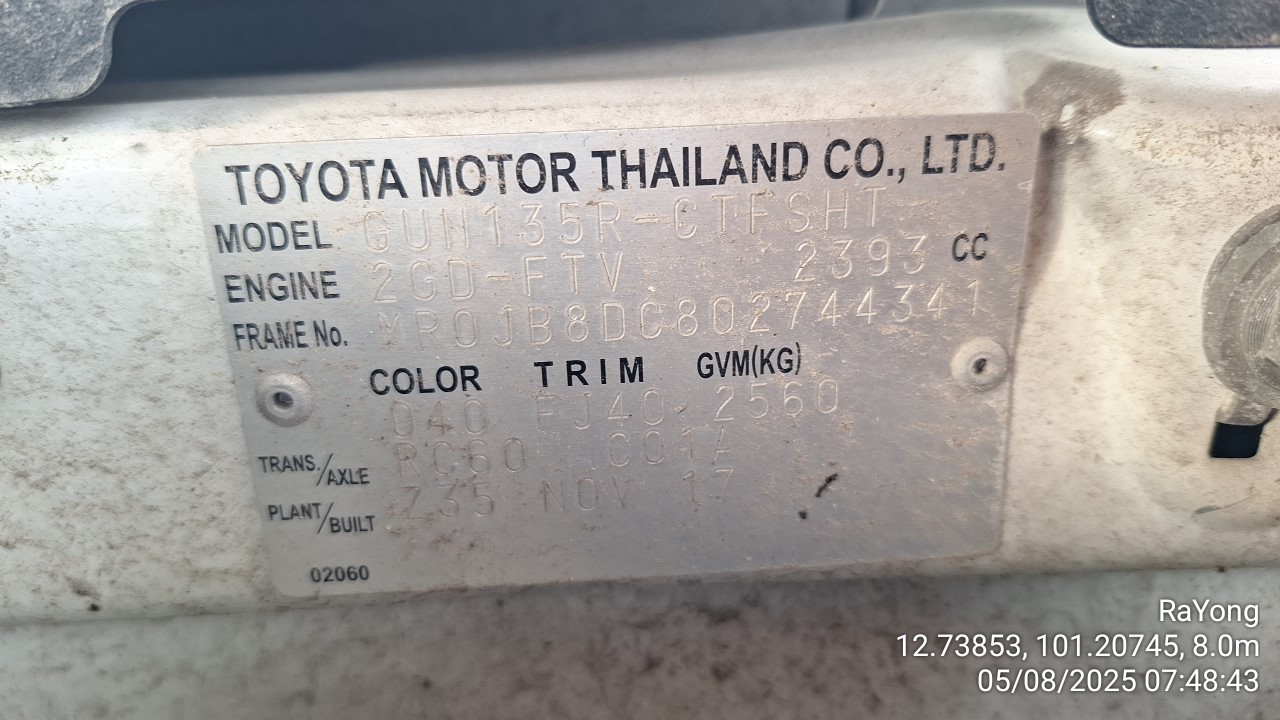 TOYOTA MOTOR THAILAND CO., LTD.
MODEL GUN135R-CTFSHT
ENGINE 2GD-FTV 2393 CC
FRAME No. MR0JB8DC802744341
COLOR TRIM GVM(KG)
040 FJ40 2560
TRANS./AXLE RC60 C01A
PLANT/BUILT Z35 NOV 17
02060
RaYong
12.73853, 101.20745, 8.0m
05/08/2025 07:48:43